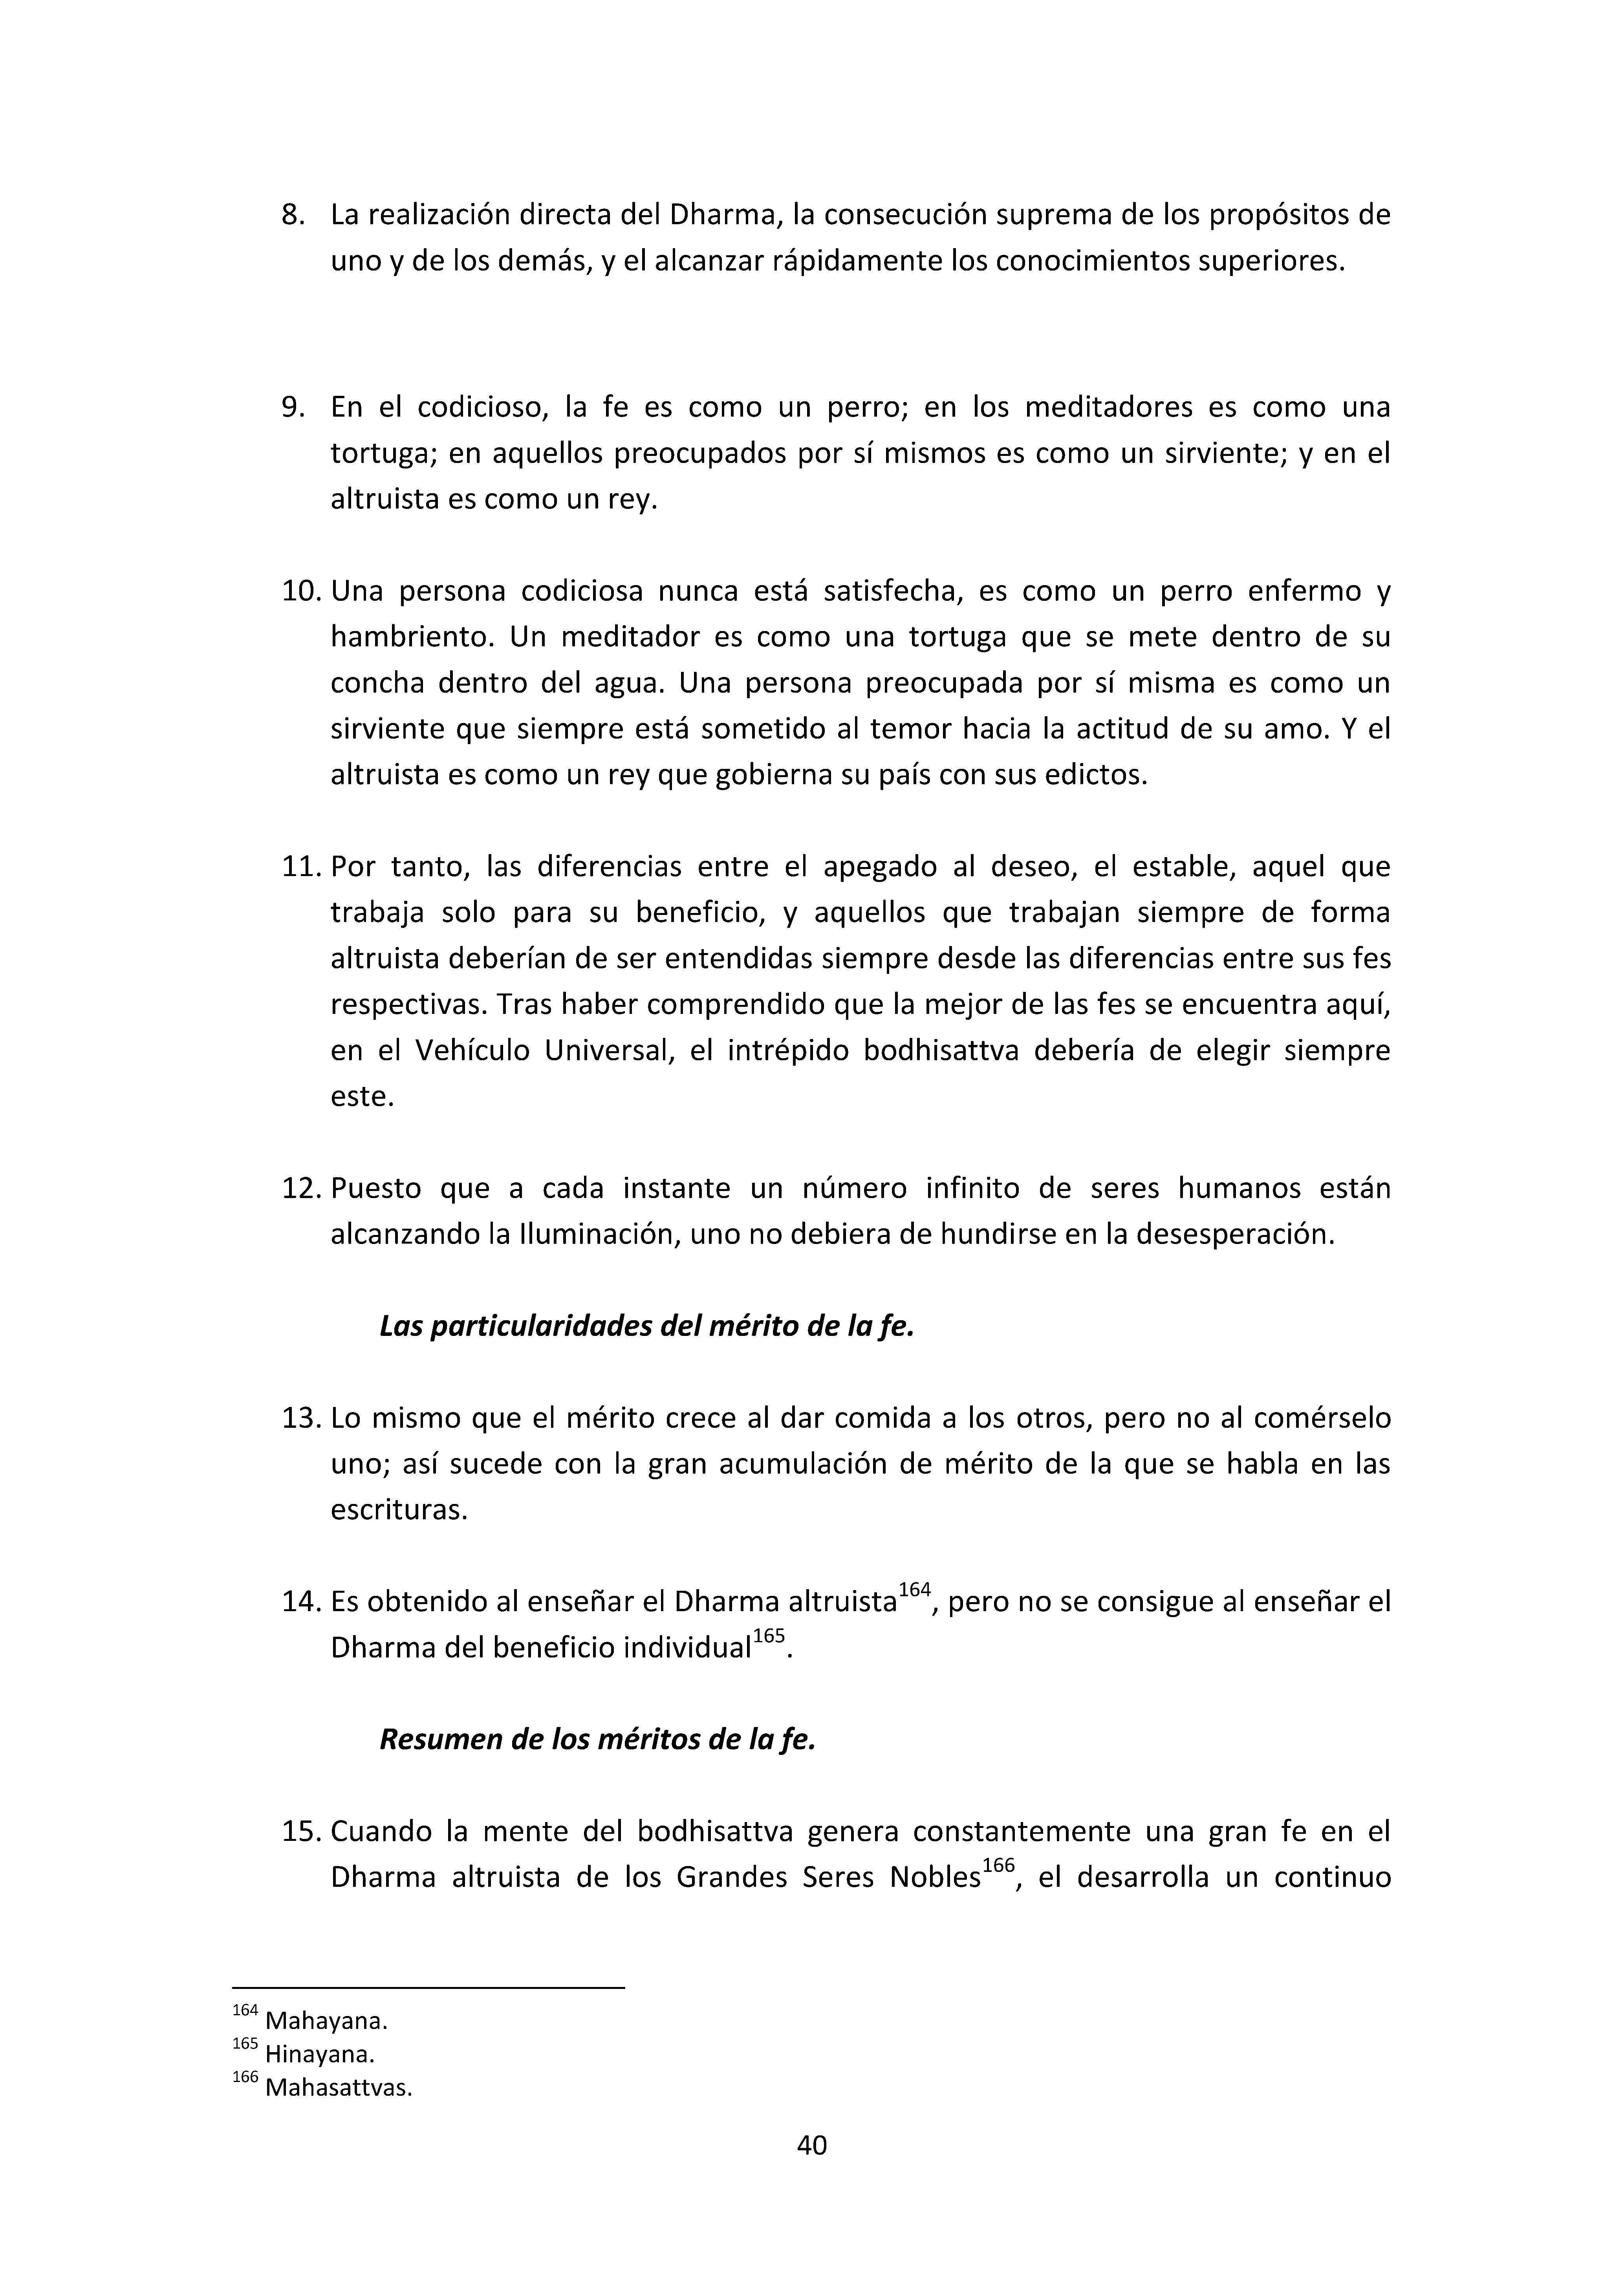 8. La realización directa del Dharma, la consecución suprema de los propósitos de
uno y de los demás, y el alcanzar rápidamente los conocimientos superiores.
9. En el codicioso, la fe es como un perro; en los meditadores es como una
tortuga; en aquellos preocupados por sí mismos es como un sirviente; y en el
altruista es como un rey.
10. Una persona codiciosa nunca está satisfecha, es como un perro enfermo y
hambriento. Un meditador es como una tortuga que se mete dentro de su
concha dentro del agua. Una persona preocupada por sí misma es como un
sirviente que siempre está sometido al temor hacia la actitud de su amo. Y el
altruista es como un rey que gobierna su país con sus edictos.
11. Por tanto, las diferencias entre el apegado al deseo, el estable, aquel que
trabaja solo para su beneficio, y aquellos que trabajan siempre de forma
altruista deberían de ser entendidas siempre desde las diferencias entre sus fes
respectivas. Tras haber comprendido que la mejor de las fes se encuentra aquí,
en el Vehículo Universal, el intrépido bodhisattva debería de elegir siempre
este.
12. Puesto que a cada instante un número infinito de seres humanos están
alcanzando la Iluminación, uno no debiera de hundirse en la desesperación.
Las particularidades del mérito de la fe.
13. Lo mismo que el mérito crece al dar comida a los otros, pero no al comérselo
uno; así sucede con la gran acumulación de mérito de la que se habla en las
escrituras.
14. Es obtenido al enseñar el Dharma altruista164, pero no se consigue al enseñar el
Dharma del beneficio individual165.
Resumen de los méritos de la fe.
15. Cuando la mente del bodhisattva genera constantemente una gran fe en el
Dharma altruista de los Grandes Seres Nobles166, el desarrolla un continuo
164 Mahayana.
165 Hinayana.
166 Mahasattvas.
40